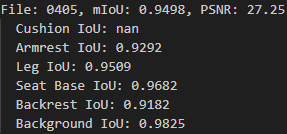 File: 0405, mIoU: 0.9498, PSNR: 27.25
Cushion IoU: nan
Armrest IoU: 0.9292
Leg IoU: 0.9509
Seat Base IoU: 0.9682
Backrest IoU: 0.9182
Background IoU: 0.9825